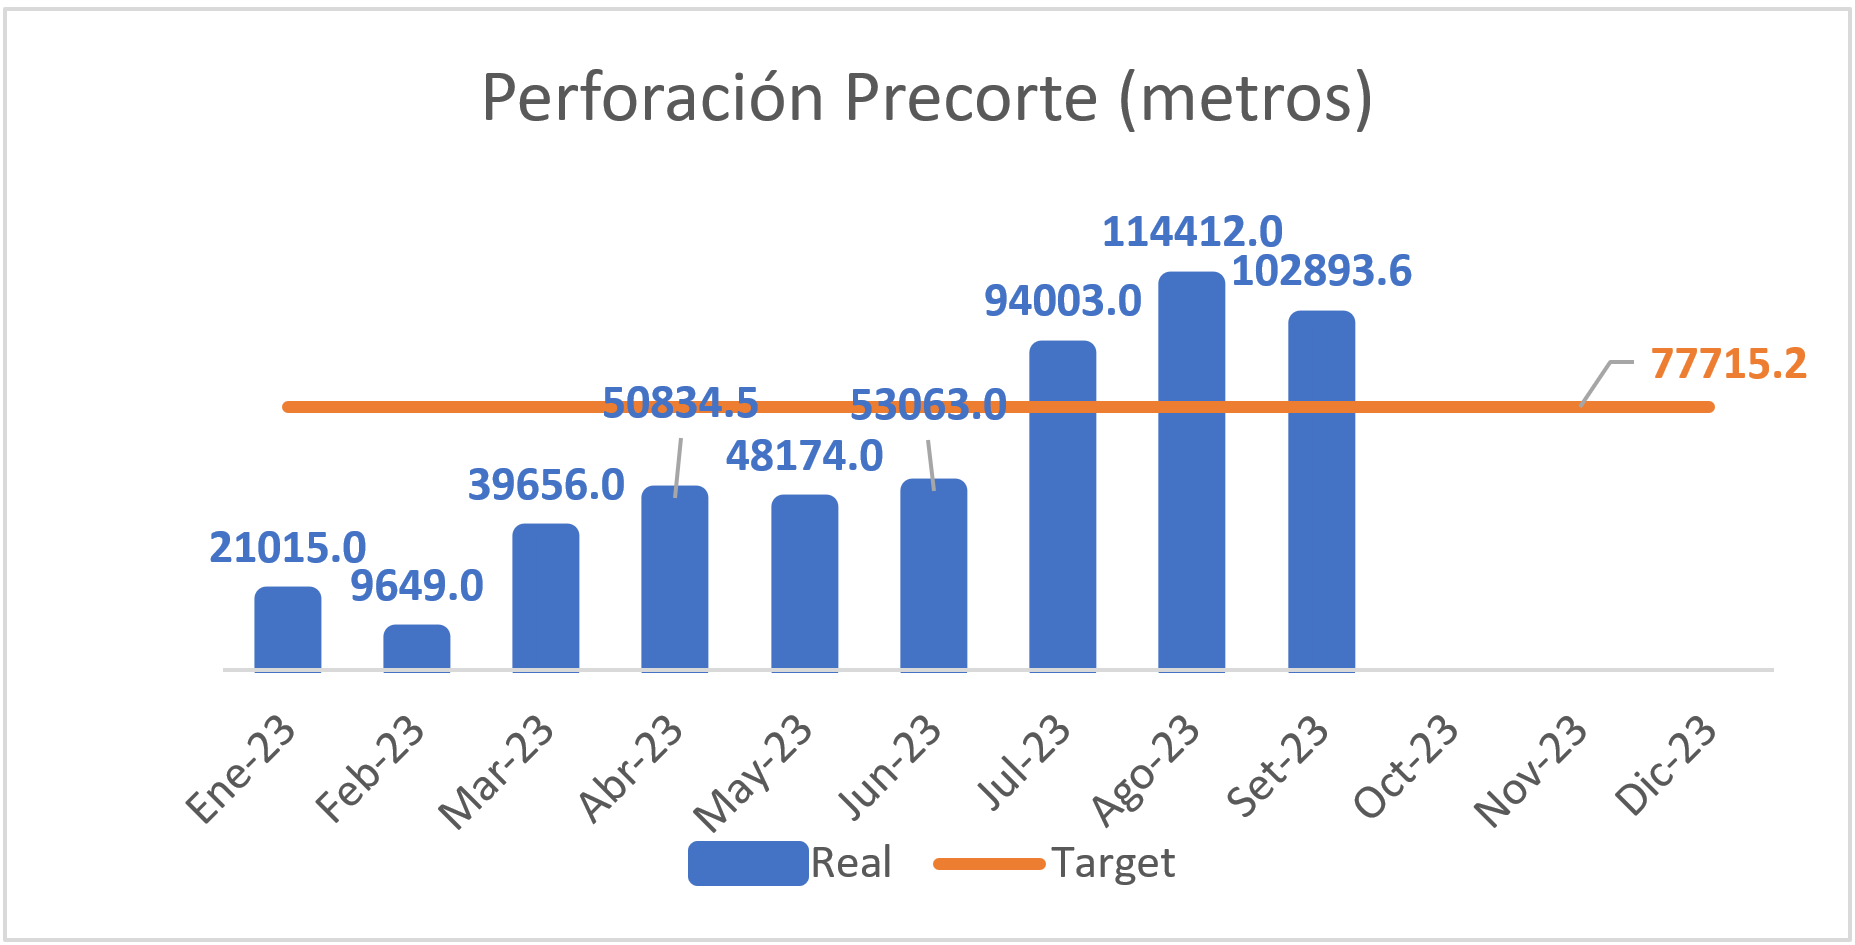 Perforación Precorte (metros)
114412.0
102893.6
94003.0
77715.2
50834.5
53063.0
48174.0
39656.0
21015.0
9649.0
Ene-23
Feb-23
Mar-23
Abr-23
May-23
Jun-23
Jul-23
Ago-23
Set-23
Oct-23
Nov-23
Dic-23
Real
Target